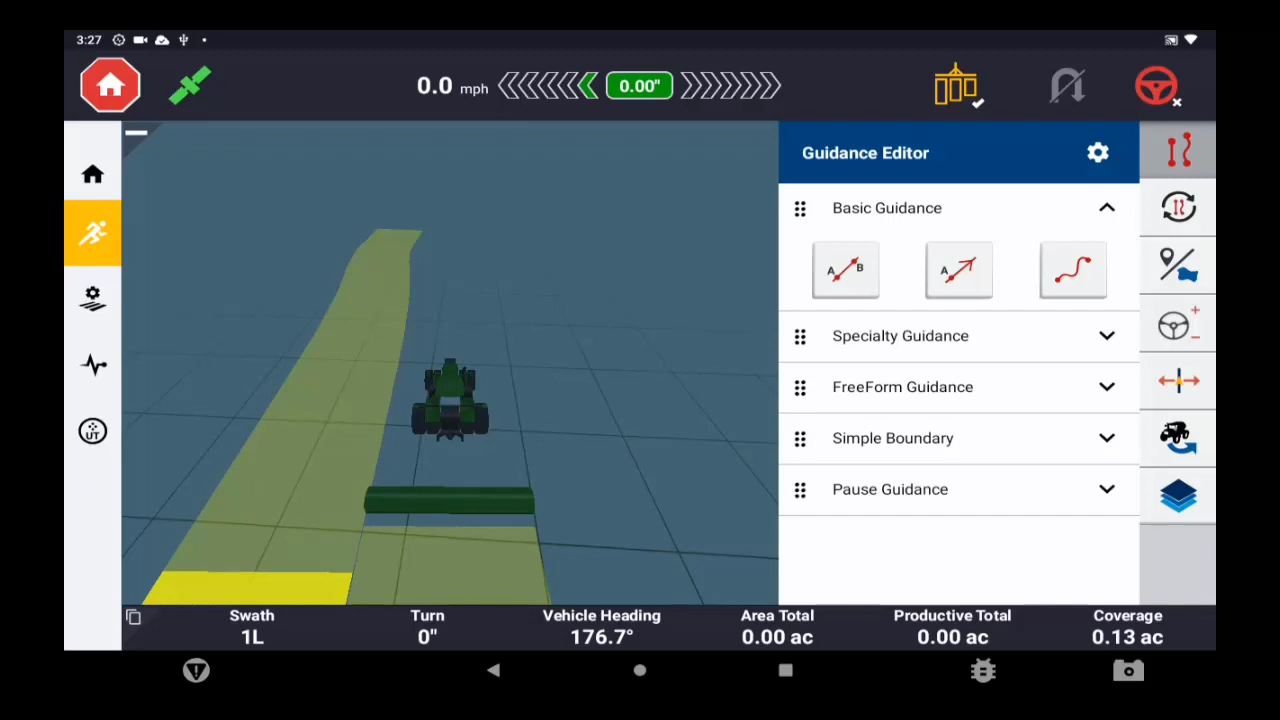 3:27
0.0 mph
0.00"
Guidance Editor
Basic Guidance
A B
A
Specialty Guidance
FreeForm Guidance
Simple Boundary
Pause Guidance
UT
Swath Turn Vehicle Heading Area Total Productive Total Coverage
1L 0" 176.7° 0.00 ac 0.00 ac 0.13 ac